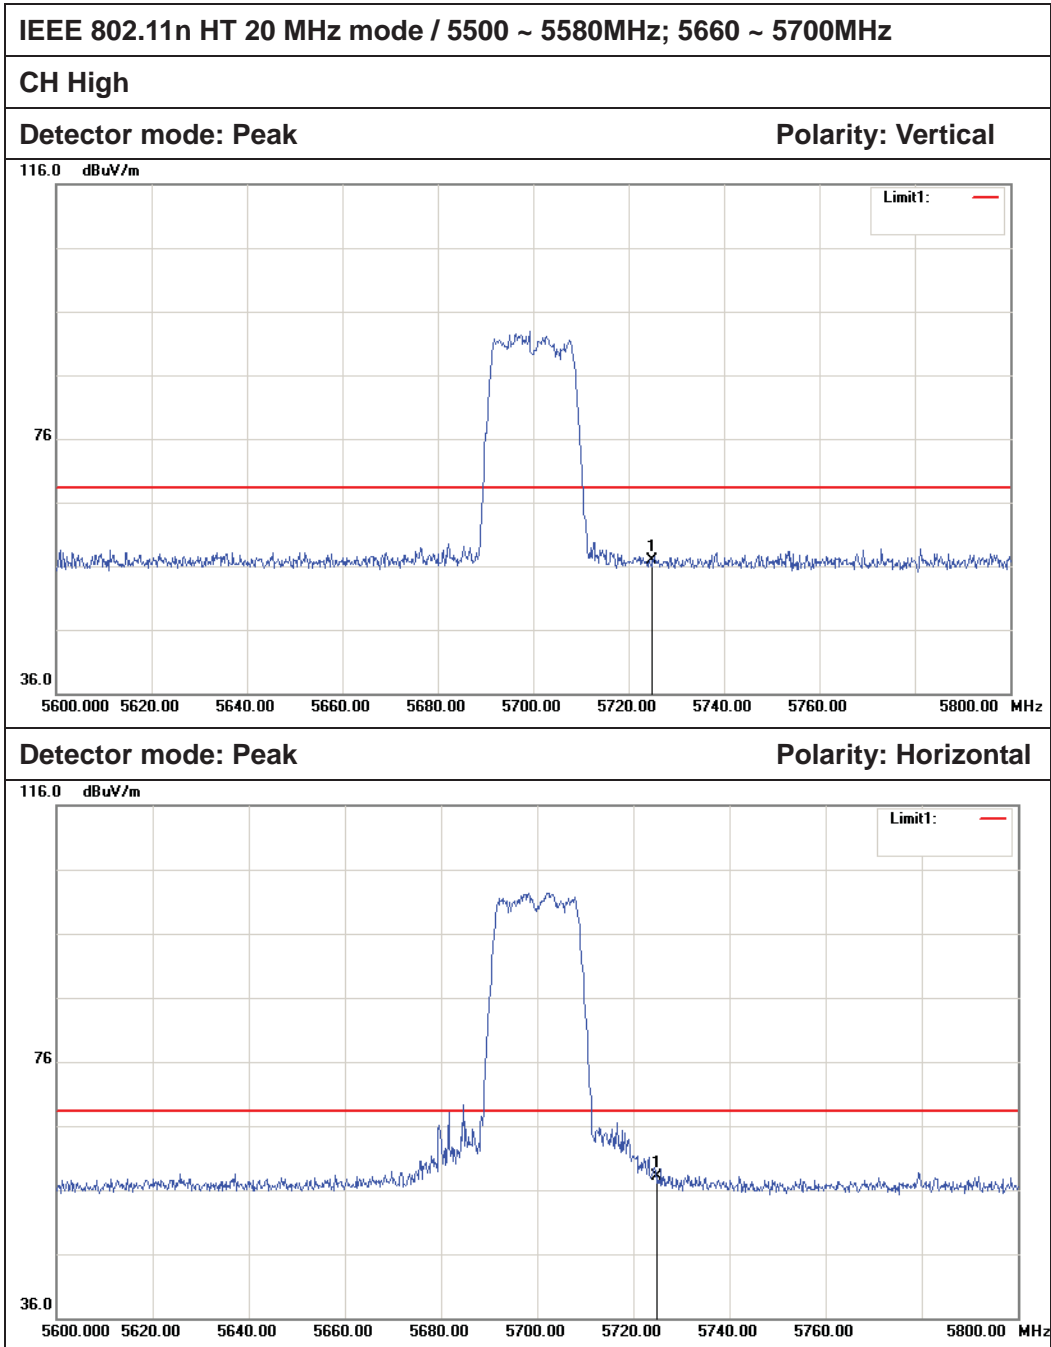 IEEE 802.11n HT 20 MHz mode / 5500 ~ 5580MHz; 5660 ~ 5700MHz
CH High
Detector mode: Peak Polarity: Vertical
116.0 dBuV/m
Limit1:
76
1
36.0
5600.000 5620.00 5640.00 5660.00 5680.00 5700.00 5720.00 5740.00 5760.00 5800.00 MHz
Detector mode: Peak Polarity: Horizontal
116.0 dBuV/m
Limit1:
76
1
36.0
5600.000 5620.00 5640.00 5660.00 5680.00 5700.00 5720.00 5740.00 5760.00 5800.00 MHz